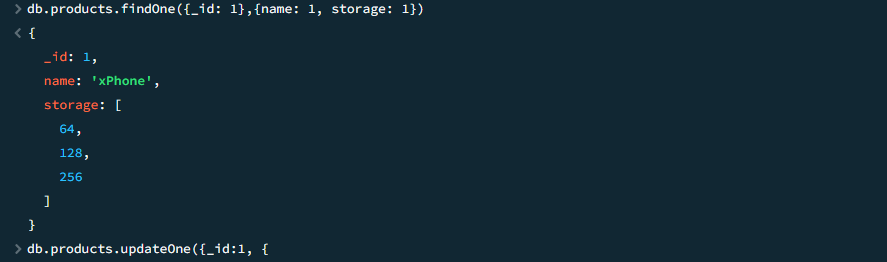 > db.products.findOne({_id: 1},{name: 1, storage: 1})
< {
_id: 1,
name: 'xPhone',
storage: [
64,
128,
256
]
}
> db.products.updateOne({_id:1, {